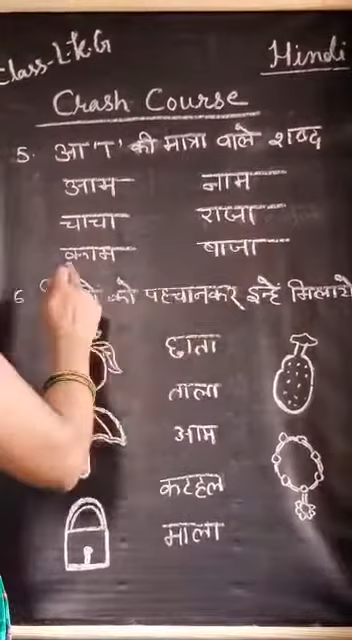 Class-L.K.G Hindi
Crash Course
5. आ 'ा' की मात्रा वाले शब्द
आम नाम
चाचा राजा
काम बाजा
6 को पहचानकर इन्हें मिलाये
छाता
ताला
आम
कटहल
माला